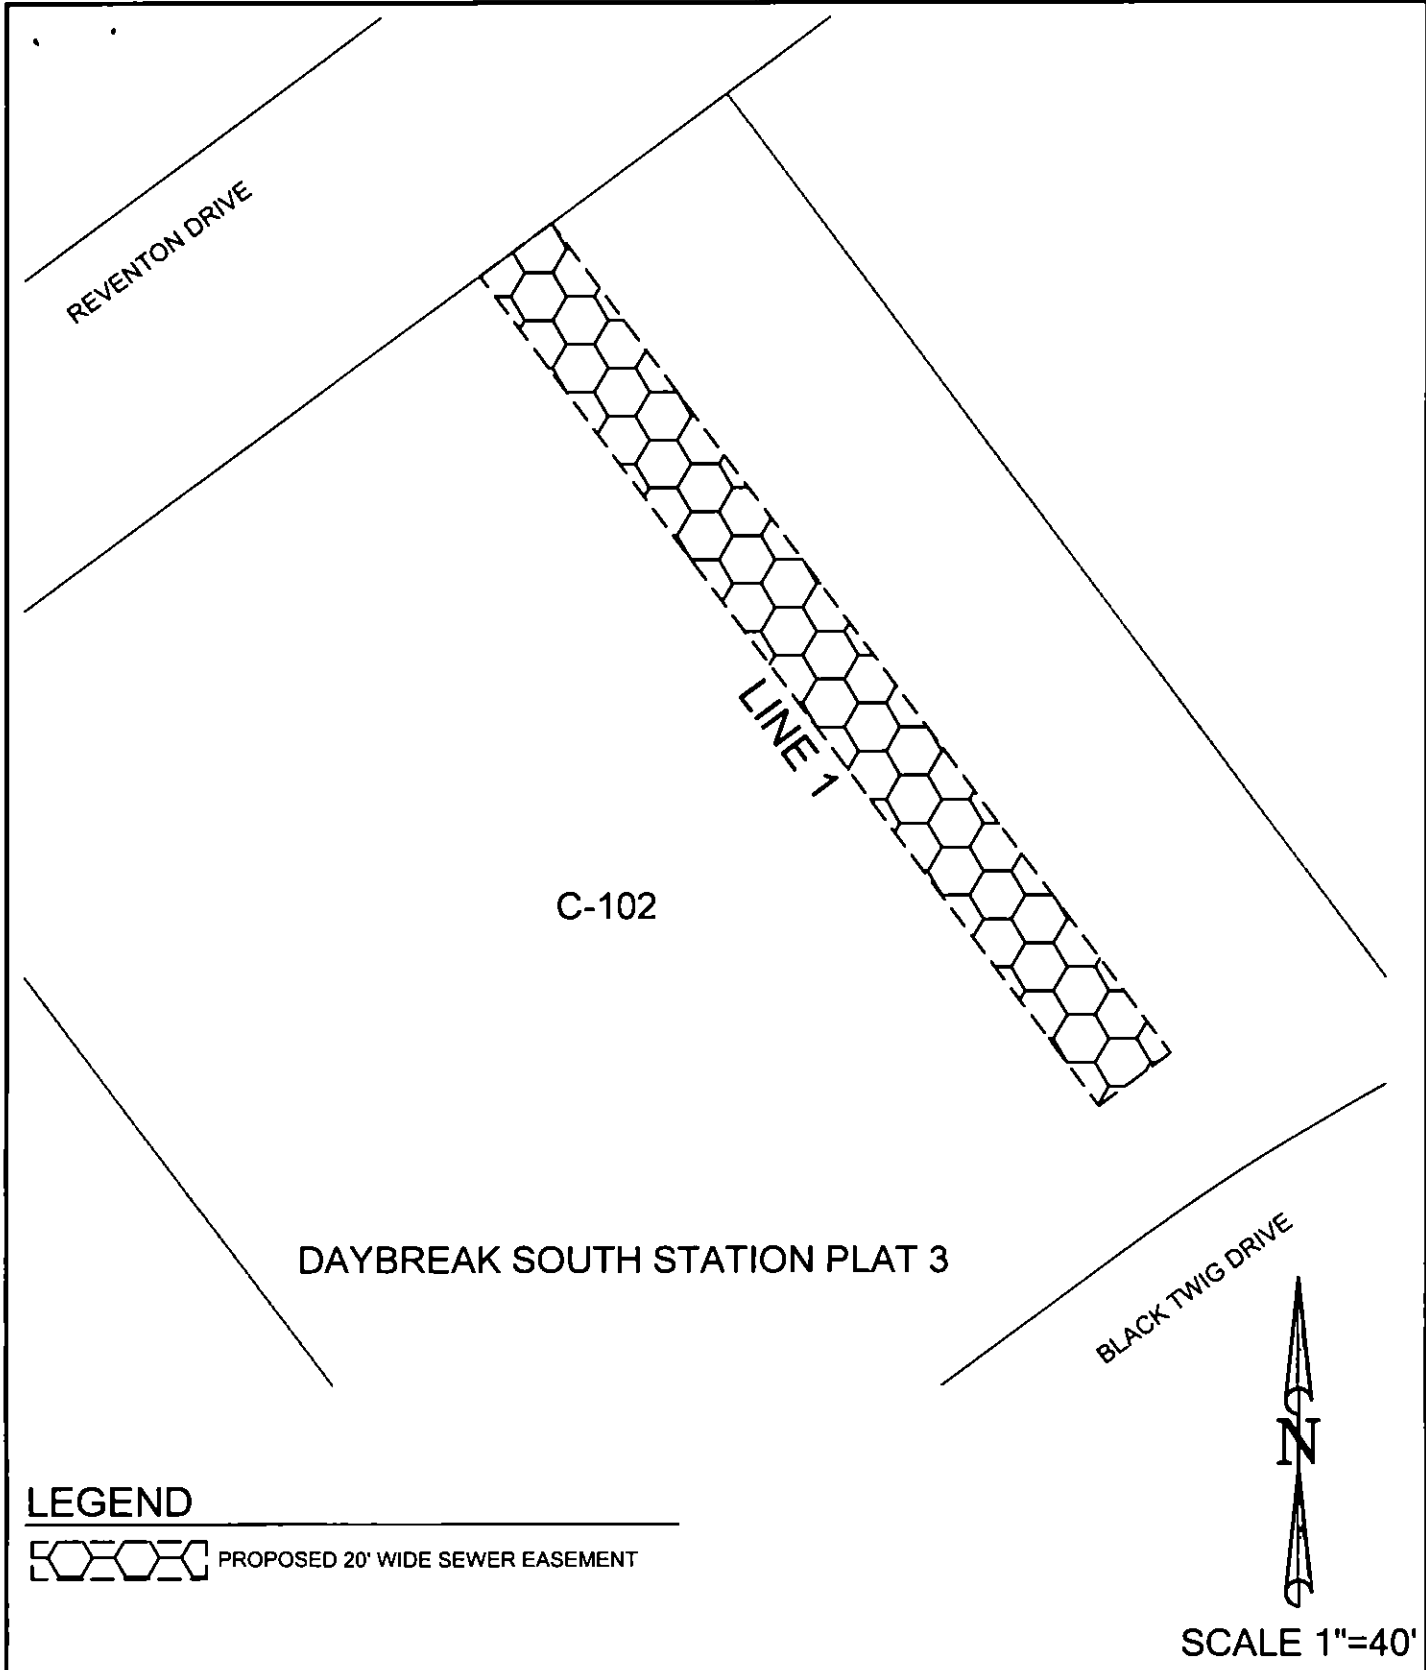 REVENTON DRIVE
LINE 1
C-102
DAYBREAK SOUTH STATION PLAT 3
BLACK TWIG DRIVE
N
LEGEND
PROPOSED 20' WIDE SEWER EASEMENT
SCALE 1"=40'